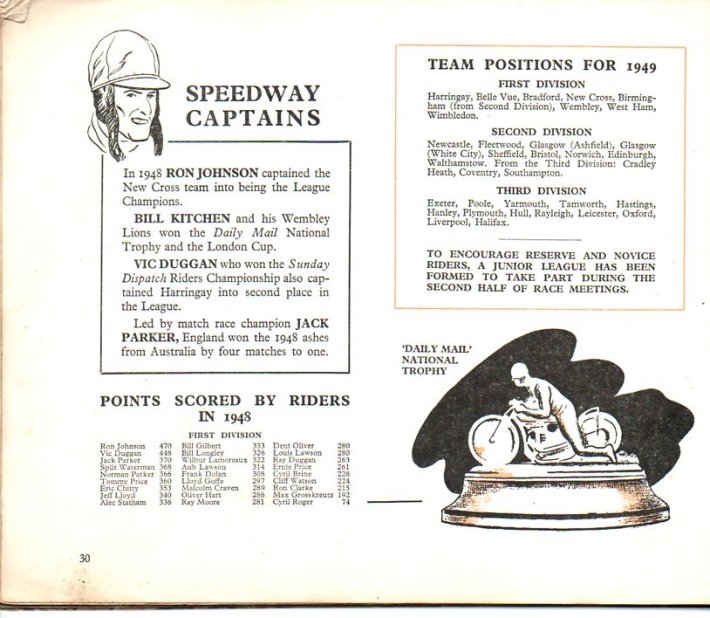 SPEEDWAY
CAPTAINS
In 1948 RON JOHNSON captained the
New Cross team into being the League
Champions.
BILL KITCHEN and his Wembley
Lions won the Daily Mail National
Trophy and the London Cup.
VIC DUGGAN who won the Sunday
Dispatch Riders Championship also cap-
tained Harringay into second place in
the League.
Led by match race champion JACK
PARKER, England won the 1948 ashes
from Australia by four matches to one.
POINTS SCORED BY RIDERS
IN 1948
FIRST DIVISION
Ron Johnson 470 Bill Gilbert 333 Dent Oliver 280
Vic Duggan 448 Bill Longley 326 Louis Lawson 280
Jack Parker 370 Wilbur Lamoreaux 322 Ray Duggan 263
Split Waterman 368 Aub Lawson 314 Ernie Price 261
Norman Parker 366 Frank Dolan 308 Cyril Brine 228
Tommy Price 360 Lloyd Goffe 297 Cliff Watson 224
Eric Chitty 353 Malcolm Craven 289 Ron Clarke 215
Jeff Lloyd 340 Oliver Hart 286 Max Grosskreutz 192
Alec Statham 336 Ray Moore 281 Cyril Roger 74
30
TEAM POSITIONS FOR 1949
FIRST DIVISION
Harringay, Belle Vue, Bradford, New Cross, Birming-
ham (from Second Division), Wembley, West Ham,
Wimbledon.
SECOND DIVISION
Newcastle, Fleetwood, Glasgow (Ashfield), Glasgow
(White City), Sheffield, Bristol, Norwich, Edinburgh,
Walthamstow. From the Third Division: Cradley
Heath, Coventry, Southampton.
THIRD DIVISION
Exeter, Poole, Yarmouth, Tamworth, Hastings,
Hanley, Plymouth, Hull, Rayleigh, Leicester, Oxford,
Liverpool, Halifax.
TO ENCOURAGE RESERVE AND NOVICE
RIDERS, A JUNIOR LEAGUE HAS BEEN
FORMED TO TAKE PART DURING THE
SECOND HALF OF RACE MEETINGS.
'DAILY MAIL'
NATIONAL
TROPHY